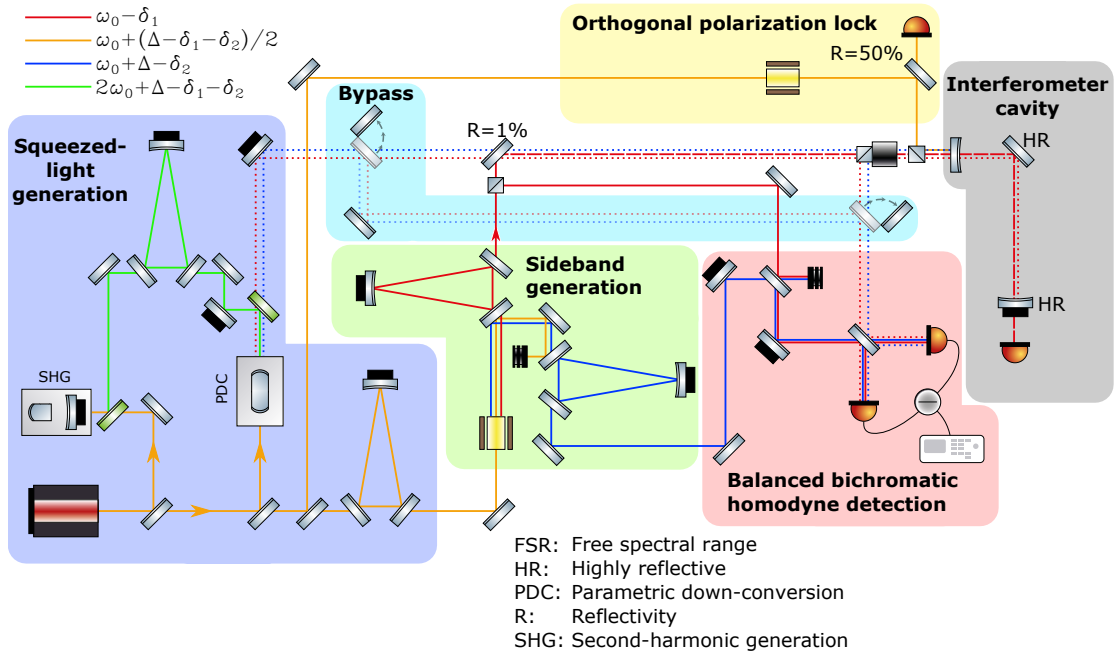 ω₀−δ₁
ω₀+(Δ−δ₁−δ₂)/2
ω₀+Δ−δ₂
2ω₀+Δ−δ₁−δ₂
Orthogonal polarization lock
R=50%
Interferometer
cavity
HR
HR
Bypass
R=1%
Squeezed-
light
generation
Sideband
generation
SHG
PDC
Balanced bichromatic
homodyne detection
FSR: Free spectral range
HR: Highly reflective
PDC: Parametric down-conversion
R: Reflectivity
SHG: Second-harmonic generation